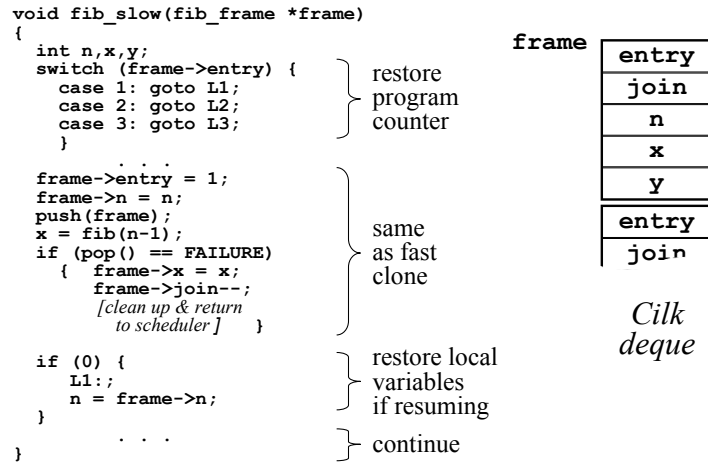 void fib_slow(fib_frame *frame)
{
int n,x,y;
switch (frame->entry) {
case 1: goto L1;
case 2: goto L2;
case 3: goto L3;
}
. . .
frame->entry = 1;
frame->n = n;
push(frame);
x = fib(n-1);
if (pop() == FAILURE)
{ frame->x = x;
frame->join--;
[clean up & return
to scheduler ] }
if (0) {
L1:;
n = frame->n;
}
. . .
}
restore
program
counter
same
as fast
clone
restore local
variables
if resuming
continue
frame
entry
join
n
x
y
entry
join
Cilk
deque